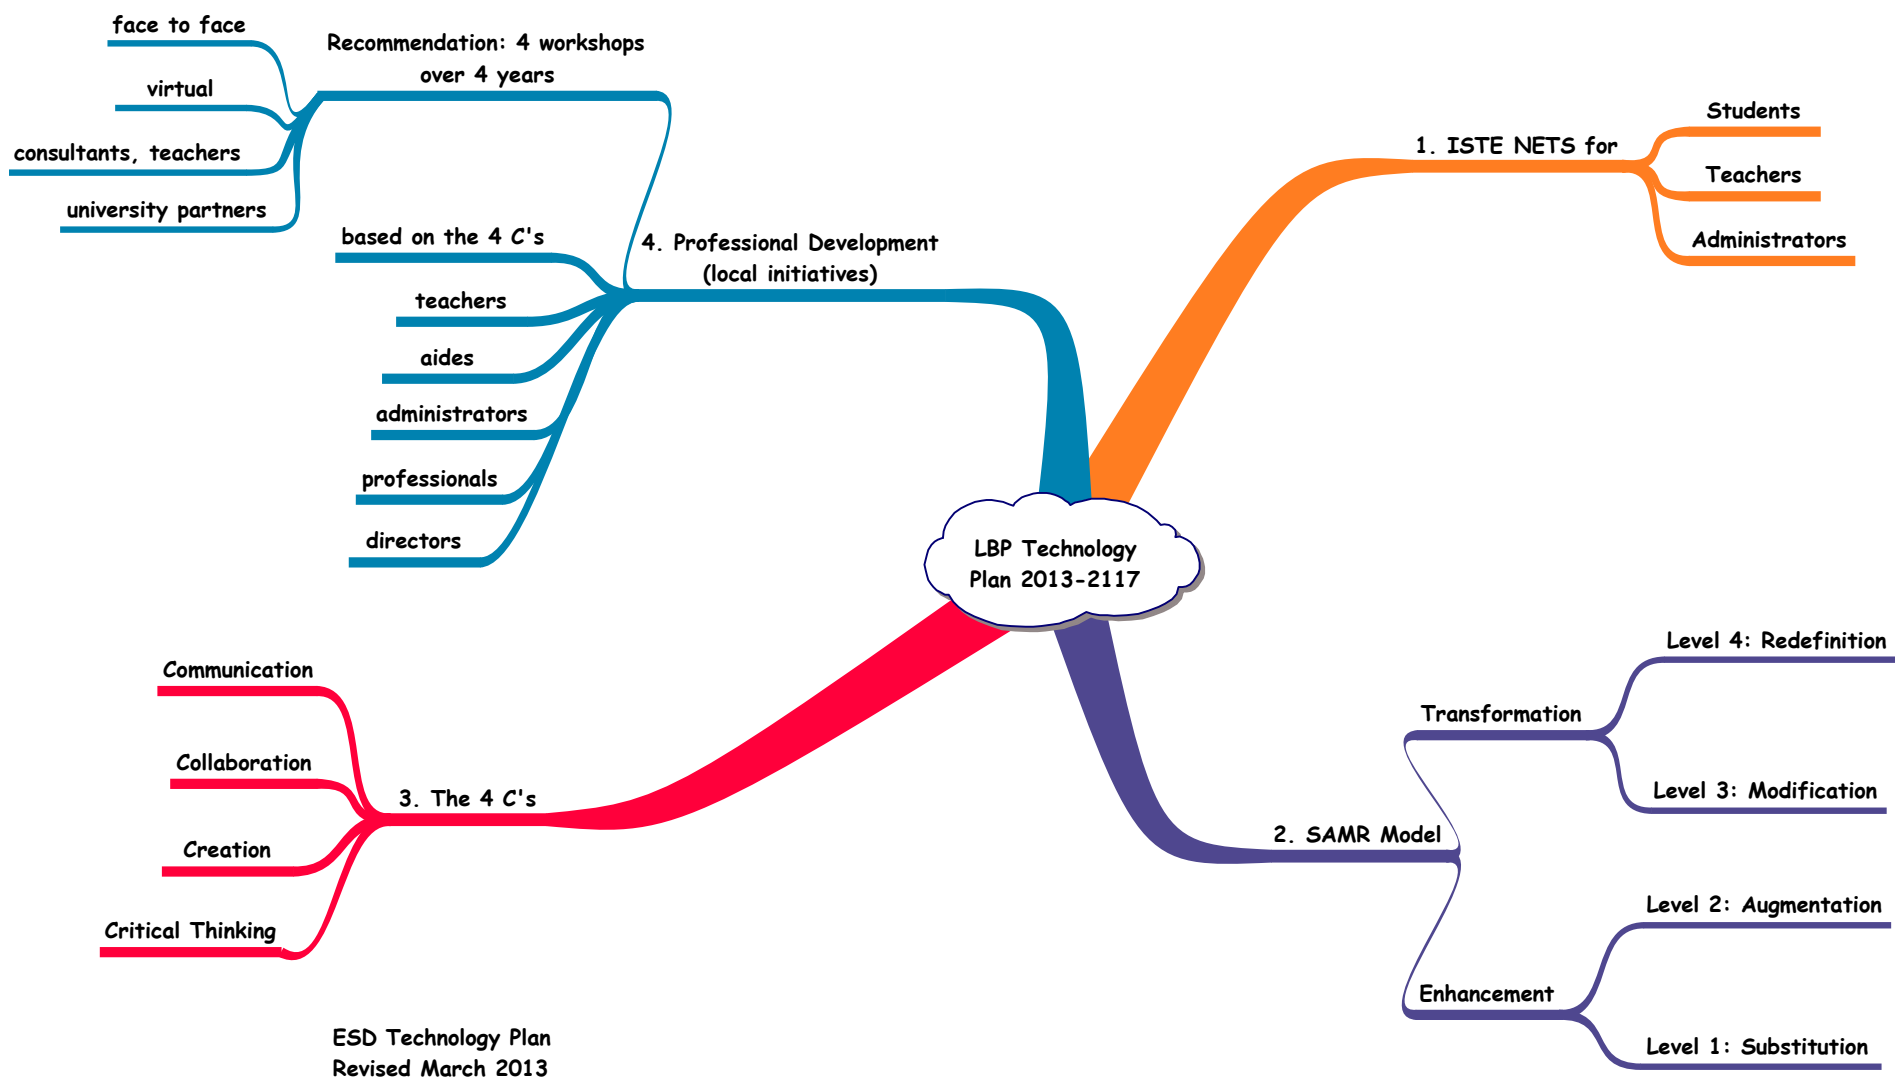 LBP Technology
Plan 2013-2117
1. ISTE NETS for
Students
Teachers
Administrators
2. SAMR Model
Transformation
Level 4: Redefinition
Level 3: Modification
Enhancement
Level 2: Augmentation
Level 1: Substitution
3. The 4 C's
Communication
Collaboration
Creation
Critical Thinking
4. Professional Development
(local initiatives)
Recommendation: 4 workshops
over 4 years
face to face
virtual
consultants, teachers
university partners
based on the 4 C's
teachers
aides
administrators
professionals
directors
ESD Technology Plan
Revised March 2013